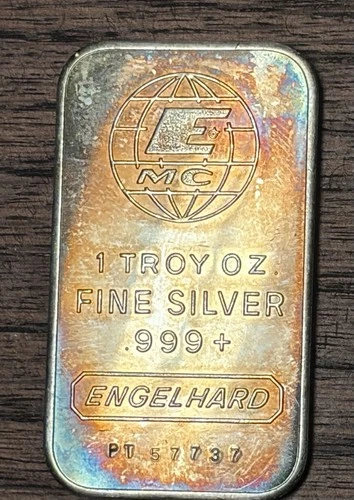 E
MC
1 TROY OZ.
FINE SILVER
.999+
ENGELHARD
PT 57737